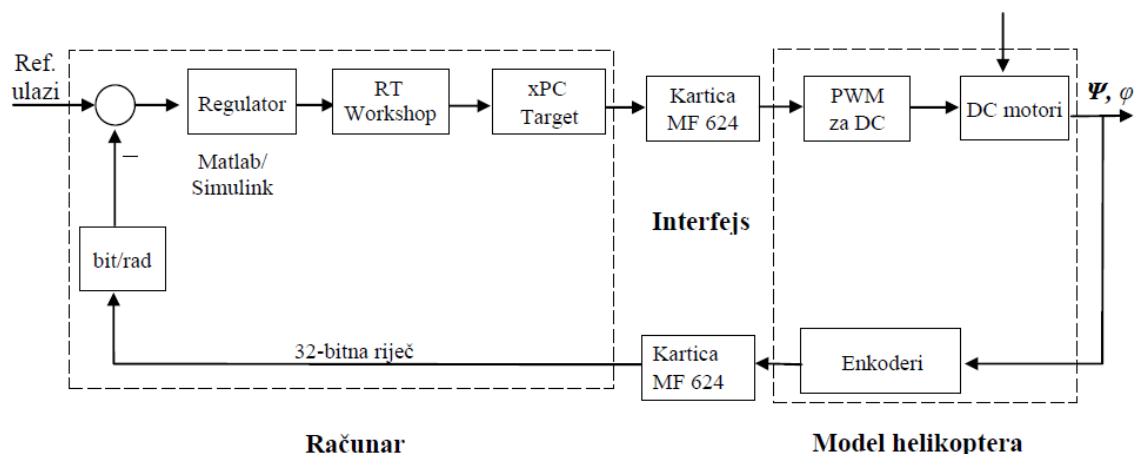 Ref.
ulazi
Regulator
RT
Workshop
xPC
Target
Kartica
MF 624
PWM
za DC
DC motori
Ψ, φ
Matlab/
Simulink
–
Interfejs
bit/rad
32-bitna riječ
Kartica
MF 624
Enkoderi
Računar
Model helikoptera